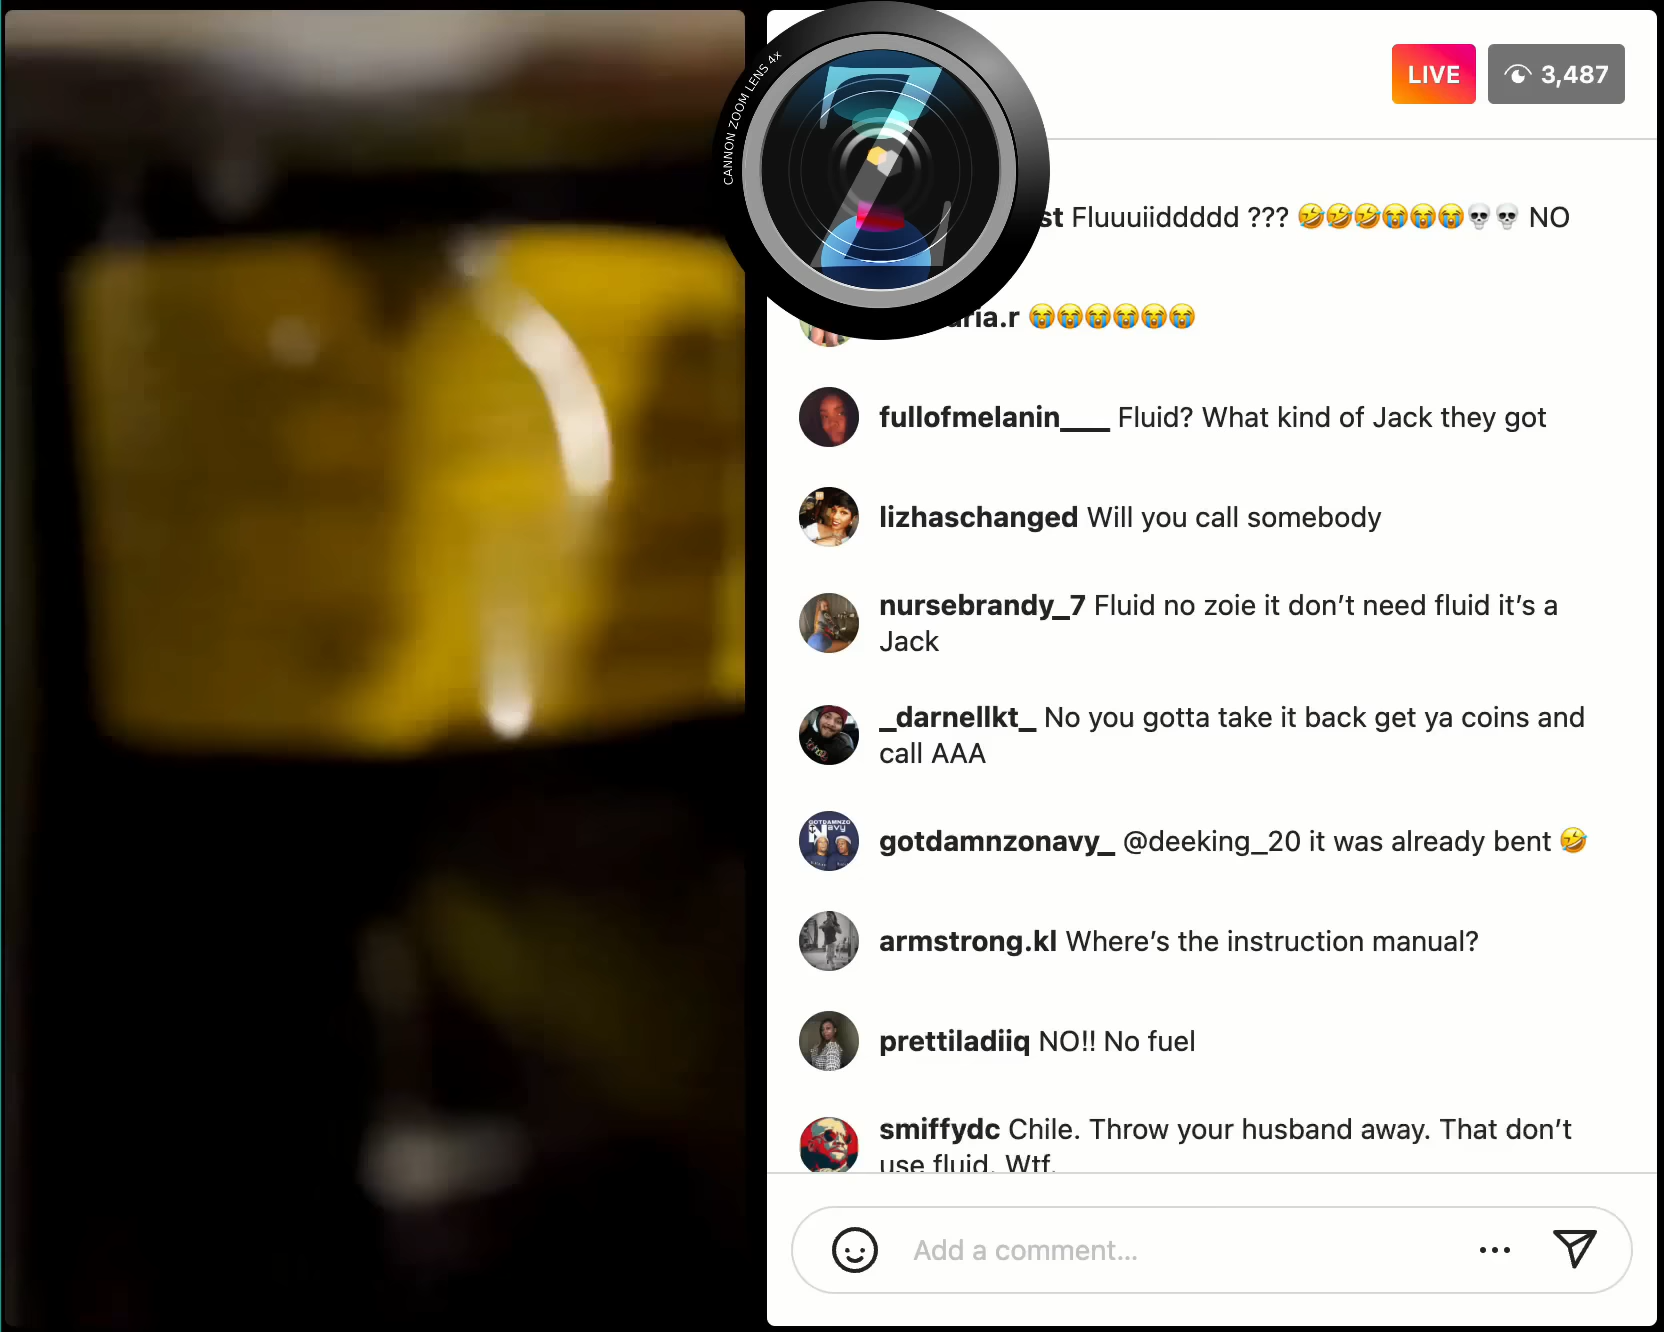 CANNON ZOOM LENS 4x
Z
LIVE
3,487
st Fluuuiiddddd ??? 🤣🤣🤣😭😭😭💀💀 NO
aria.r 😭😭😭😭😭😭
fullofmelanin___ Fluid? What kind of Jack they got
lizhaschanged Will you call somebody
nursebrandy_7 Fluid no zoie it don’t need fluid it’s a
Jack
_darnellkt_ No you gotta take it back get ya coins and
call AAA
GOTDAMNZO
Navy
gotdamnzonavy_ @deeking_20 it was already bent 🤣
armstrong.kl Where’s the instruction manual?
prettiladiiq NO!! No fuel
smiffydc Chile. Throw your husband away. That don’t
use fluid. Wtf.
Add a comment...